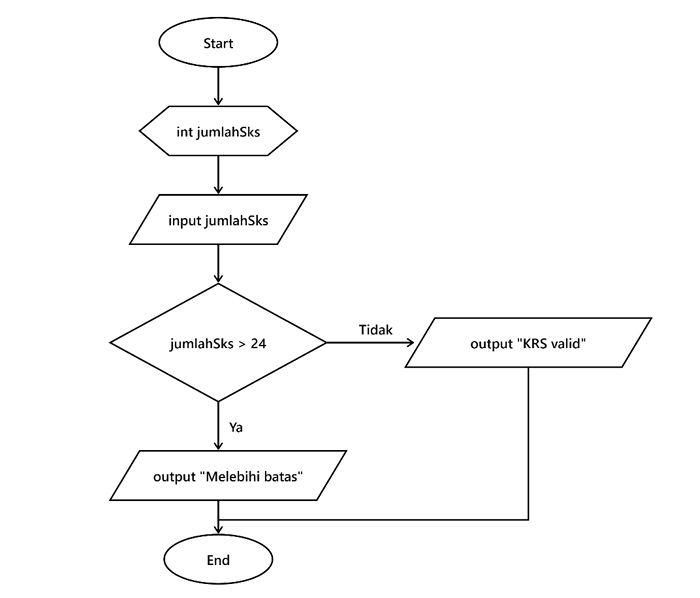 Start
int jumlahSks
input jumlahSks
jumlahSks > 24
Tidak
output "KRS valid"
Ya
output "Melebihi batas"
End